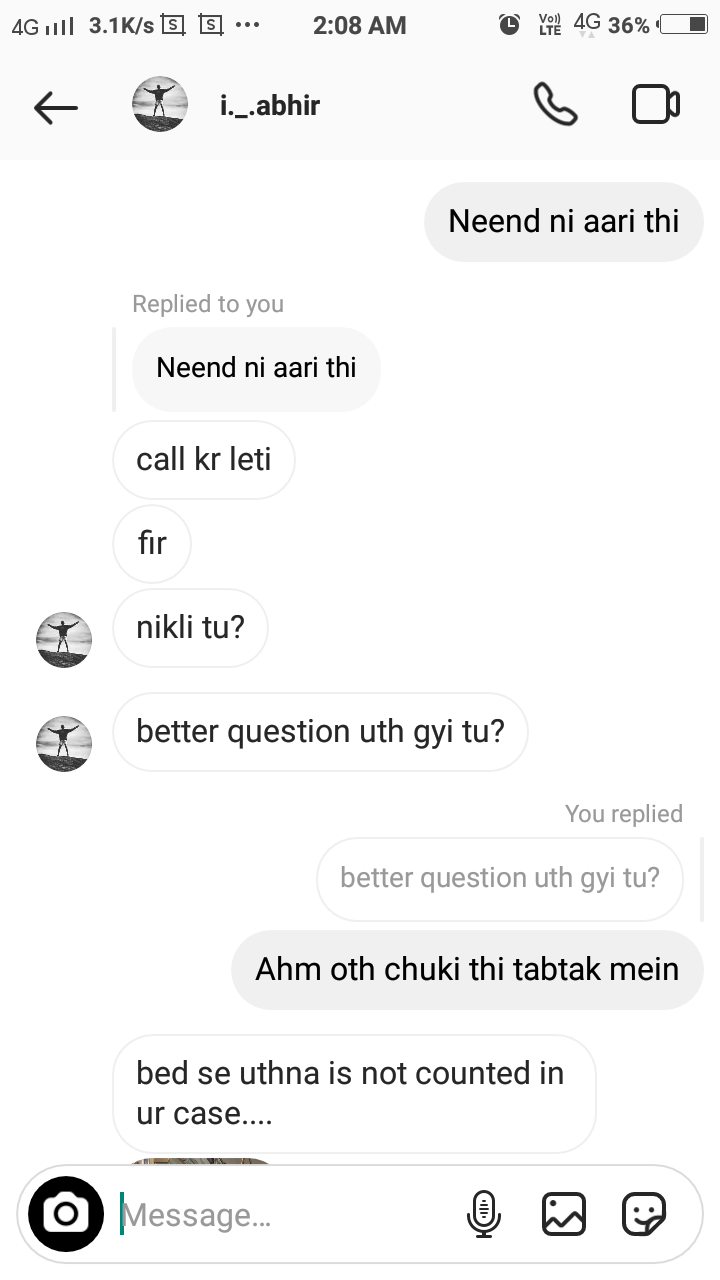 4G 3.1K/s S S ... 2:08 AM Vo)) LTE 4G 36%
i._.abhir
Neend ni aari thi
Replied to you
Neend ni aari thi
call kr leti
fir
nikli tu?
better question uth gyi tu?
You replied
better question uth gyi tu?
Ahm oth chuki thi tabtak mein
bed se uthna is not counted in
ur case....
Message...